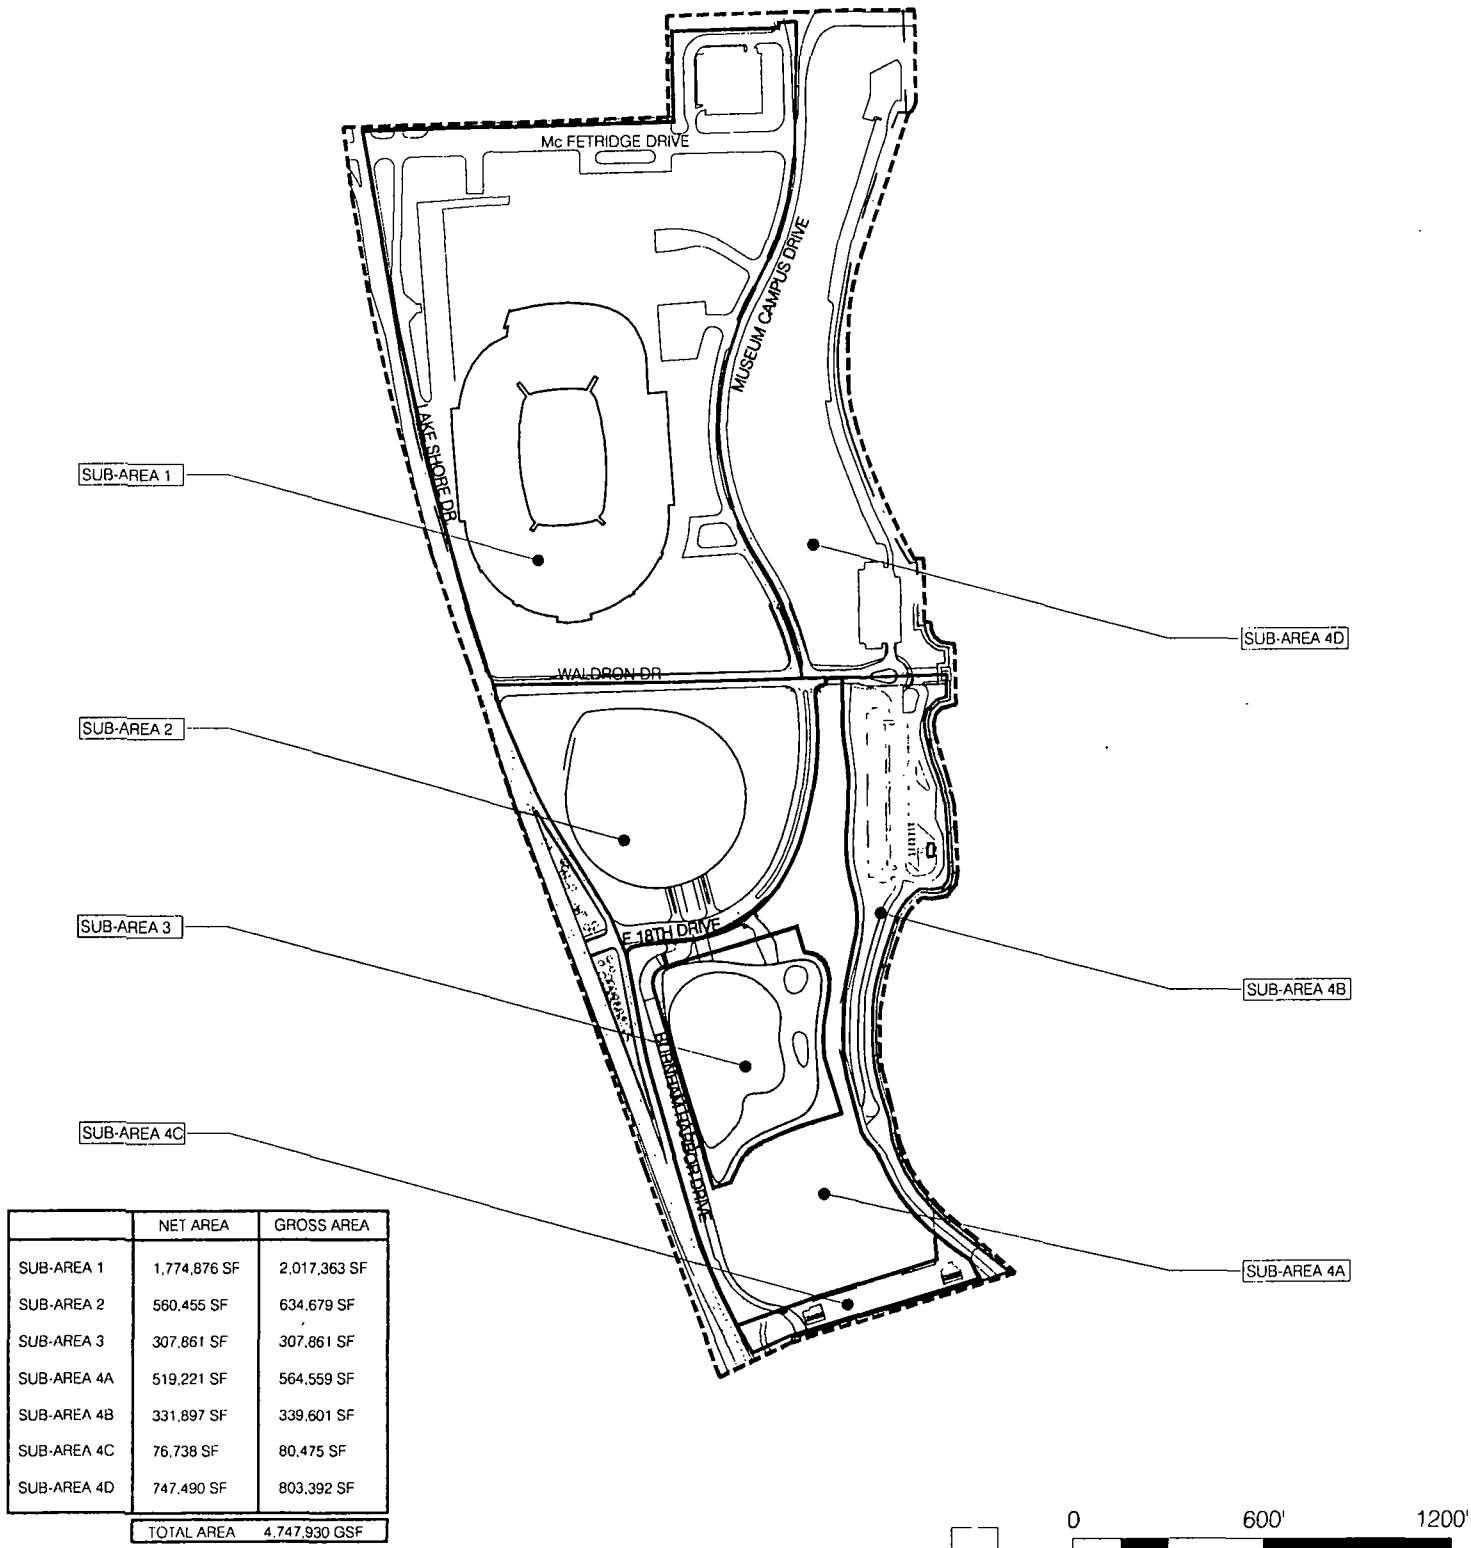 Mc FETRIDGE DRIVE
MUSEUM CAMPUS DRIVE
LAKE SHORE DR
SUB-AREA 1
SUB-AREA 4D
WALDRON DR
SUB-AREA 2
E 18TH DRIVE
SUB-AREA 3
SUB-AREA 4B
BURNHAM HARBOR DRIVE
SUB-AREA 4C
SUB-AREA 4A
NET AREA GROSS AREA
SUB-AREA 1 1,774,876 SF 2,017,363 SF
SUB-AREA 2 560,455 SF 634,679 SF
SUB-AREA 3 307,861 SF 307,861 SF
SUB-AREA 4A 519,221 SF 564,559 SF
SUB-AREA 4B 331,897 SF 339,601 SF
SUB-AREA 4C 76,738 SF 80,475 SF
SUB-AREA 4D 747,490 SF 803,392 SF
TOTAL AREA 4,747,930 GSF
0 600' 1200'